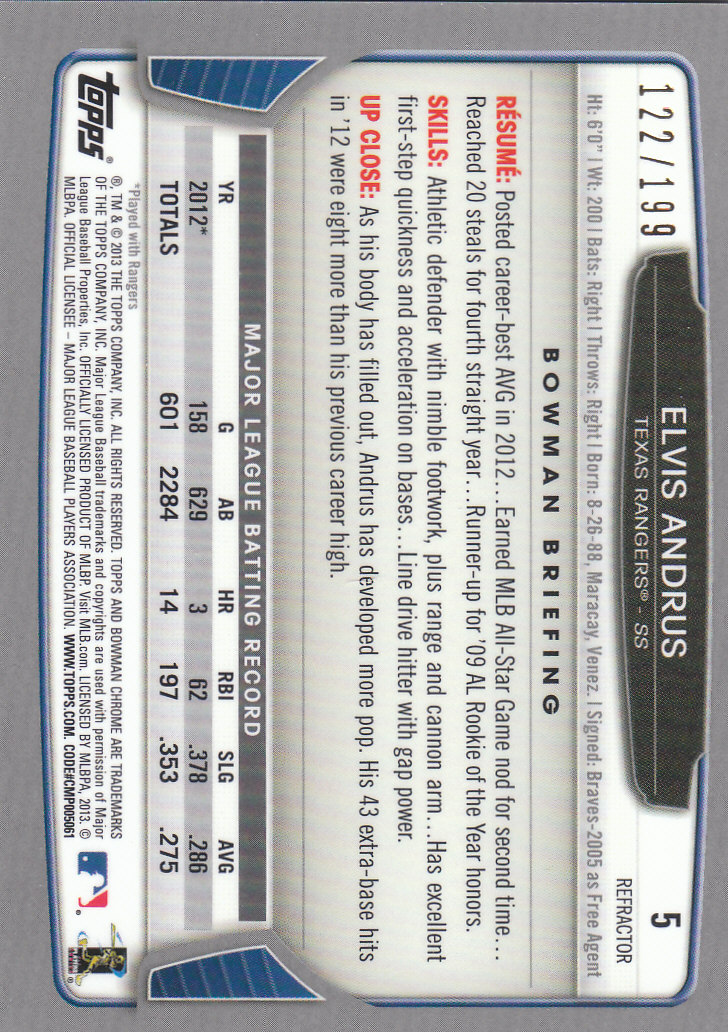 122/199
ELVIS ANDRUS
TEXAS RANGERS® - SS
5
REFRACTOR
Ht: 6'0" | Wt: 200 | Bats: Right | Throws: Right | Born: 8-26-88, Maracay, Venez. | Signed: Braves-2005 as Free Agent
BOWMAN BRIEFING
RÉSUMÉ: Posted career-best AVG in 2012...Earned MLB All-Star Game nod for second time...
Reached 20 steals for fourth straight year...Runner-up for '09 AL Rookie of the Year honors.
SKILLS: Athletic defender with nimble footwork, plus range and cannon arm...Has excellent
first-step quickness and acceleration on bases...Line drive hitter with gap power.
UP CLOSE: As his body has filled out, Andrus has developed more pop. His 43 extra-base hits
in '12 were eight more than his previous career high.
MAJOR LEAGUE BATTING RECORD
YR G AB HR RBI SLG AVG
2012* 158 629 3 62 .378 .286
TOTALS 601 2284 14 197 .353 .275
*Played with Rangers
topps®
®, TM & © 2013 THE TOPPS COMPANY, INC. ALL RIGHTS RESERVED. TOPPS AND BOWMAN CHROME ARE TRADEMARKS
OF THE TOPPS COMPANY, INC. Major League Baseball trademarks and copyrights are used with permission of Major
League Baseball Properties, Inc. OFFICIALLY LICENSED PRODUCT OF MLBP. Visit MLB.com. LICENSED BY MLBPA, 2013. ©
MLBPA. OFFICIAL LICENSEE – MAJOR LEAGUE BASEBALL PLAYERS ASSOCIATION. WWW.TOPPS.COM. CODE#CMP005061